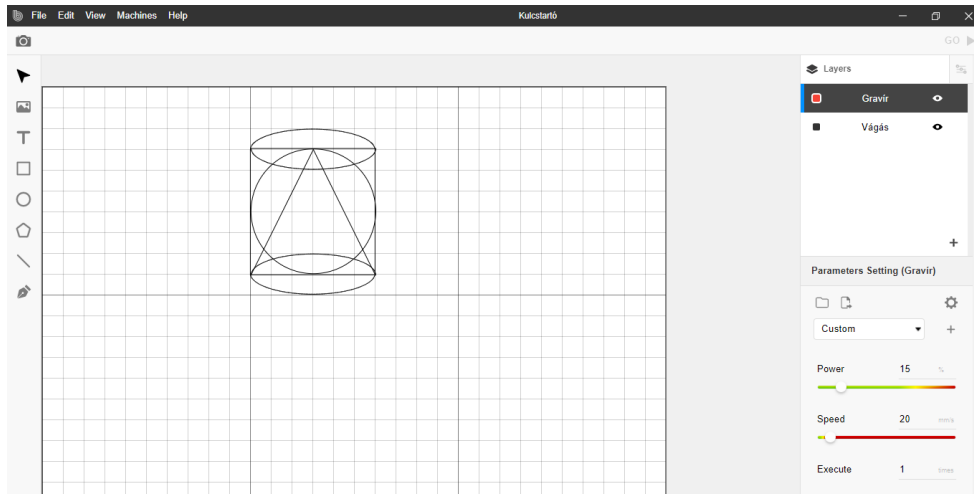 File Edit View Machines Help Kulcstartó
GO
Layers
Gravír
Vágás
Parameters Setting (Gravír)
Custom
Power 15 %
Speed 20 mm/s
Execute 1 times